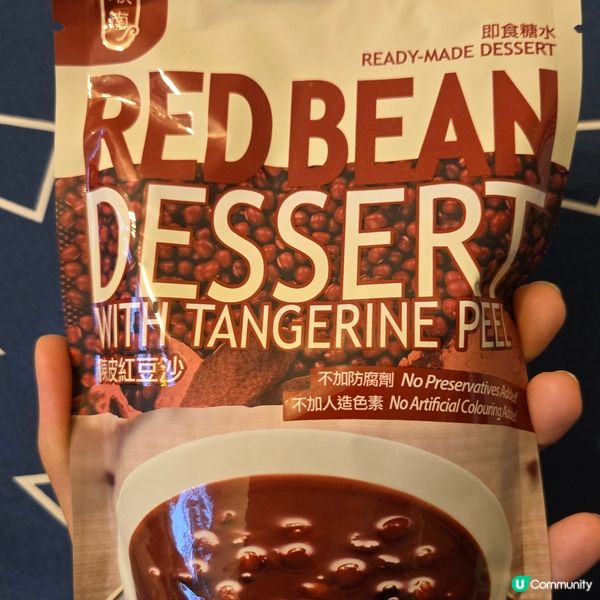 南
即食糖水
READY-MADE DESSERT
RED BEAN
DESSERT
WITH TANGERINE PEEL
陳皮紅豆沙
不加防腐劑 No Preservatives Added
不加人造色素 No Artificial Colouring Added
U Community